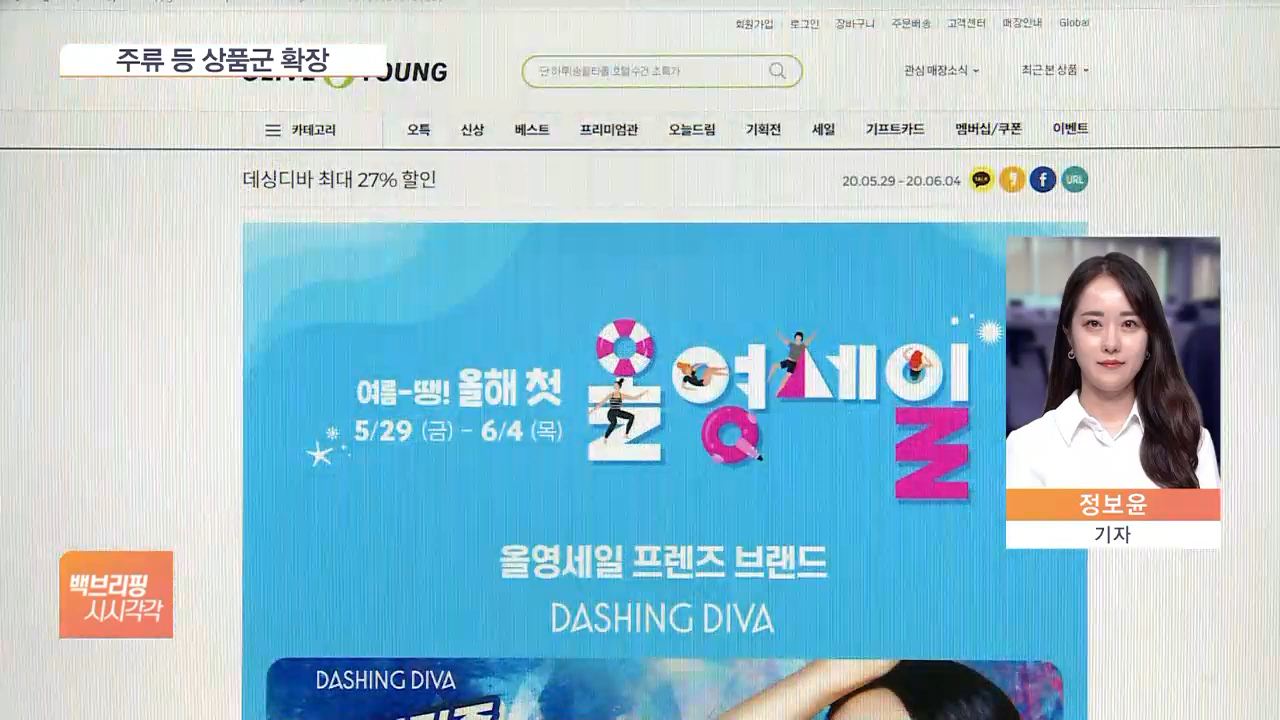 회원가입 로그인 장바구니 주문배송 고객센터 매장안내 Global
주류 등 상품군 확장
YOUNG
관심 매장소식
최근 본 상품
카테고리 오특 신상 베스트 프리미엄관 오늘드림 기획전 세일 기프트카드 멤버십/쿠폰 이벤트
데싱디바 최대 27% 할인
20.05.29 - 20.06.04
TALK
f
URL
여름-땡! 올해 첫
5/29 (금) - 6/4 (목)
올영세일
정보윤
기자
올영세일 프렌즈 브랜드
DASHING DIVA
백브리핑
시시각각
DASHING DIVA